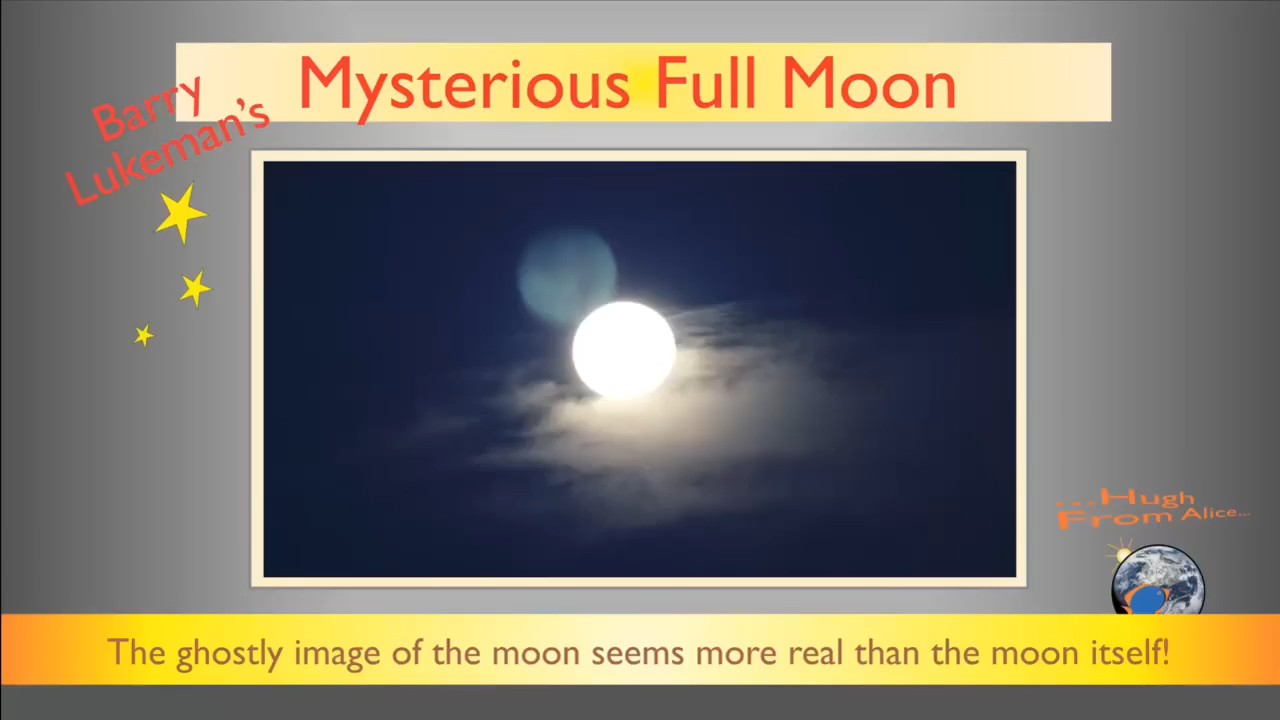 Barry
Lukeman's
Mysterious Full Moon
...Hugh
From Alice...
The ghostly image of the moon seems more real than the moon itself!